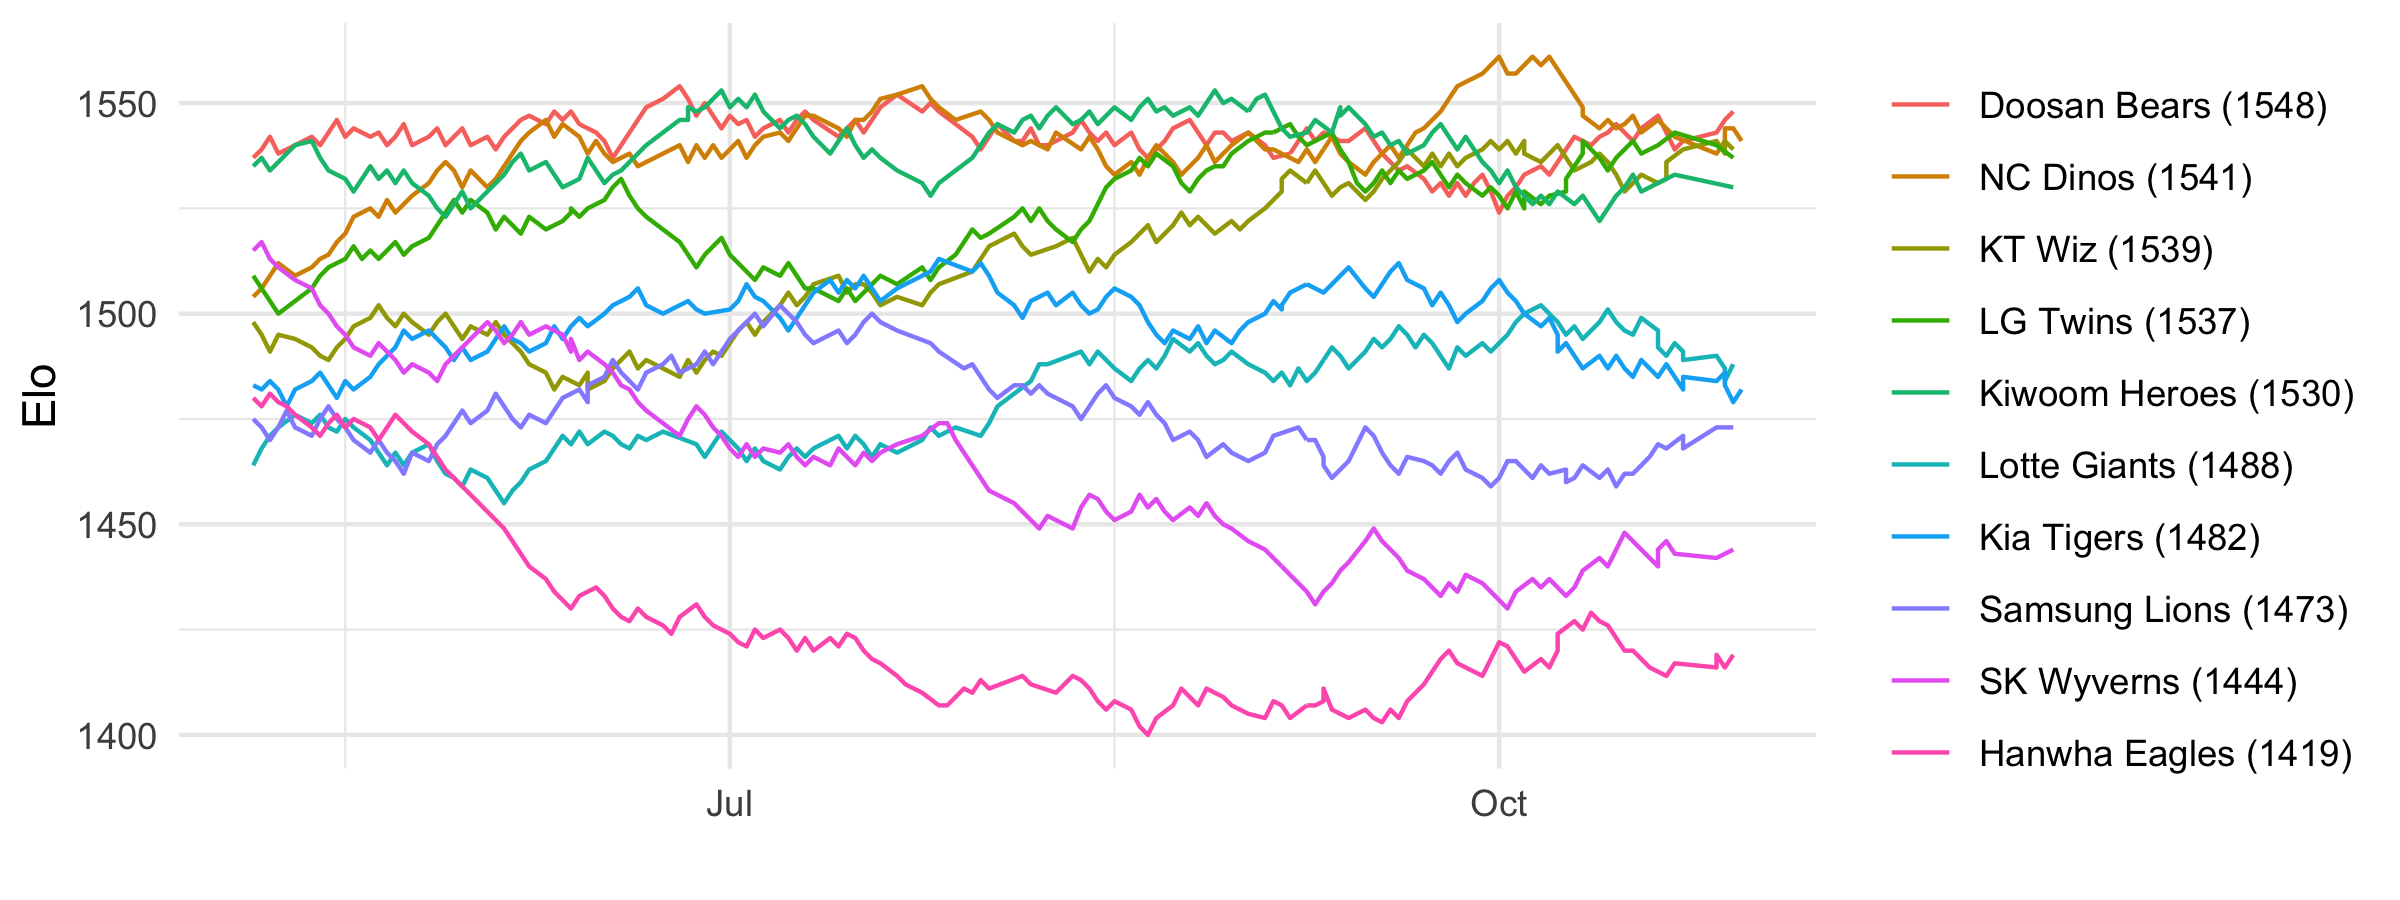 1550
1500
1450
1400
Elo
Jul
Oct
Doosan Bears (1548)
NC Dinos (1541)
KT Wiz (1539)
LG Twins (1537)
Kiwoom Heroes (1530)
Lotte Giants (1488)
Kia Tigers (1482)
Samsung Lions (1473)
SK Wyverns (1444)
Hanwha Eagles (1419)